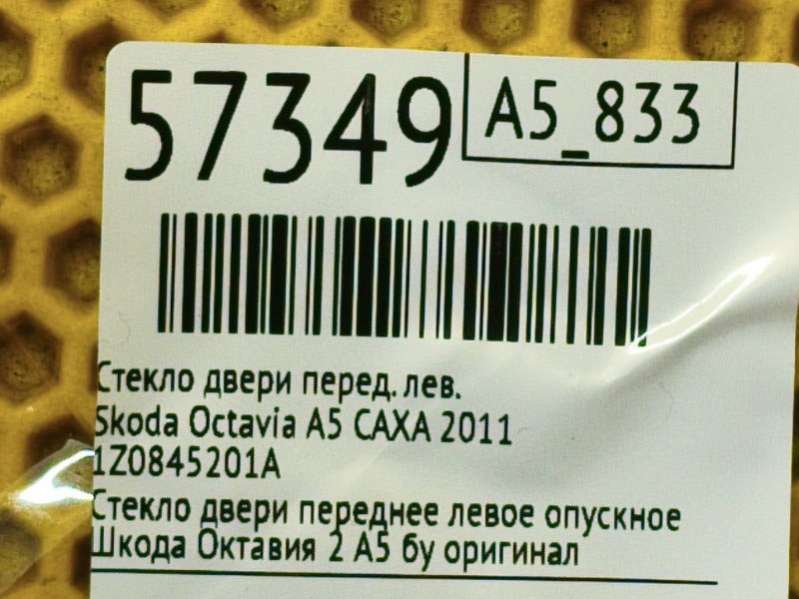 57349
A5_833
Стекло двери перед. лев.
Skoda Octavia A5 CAXA 2011
1Z0845201A
Стекло двери переднее левое опускное
Шкода Октавия 2 А5 бу оригинал